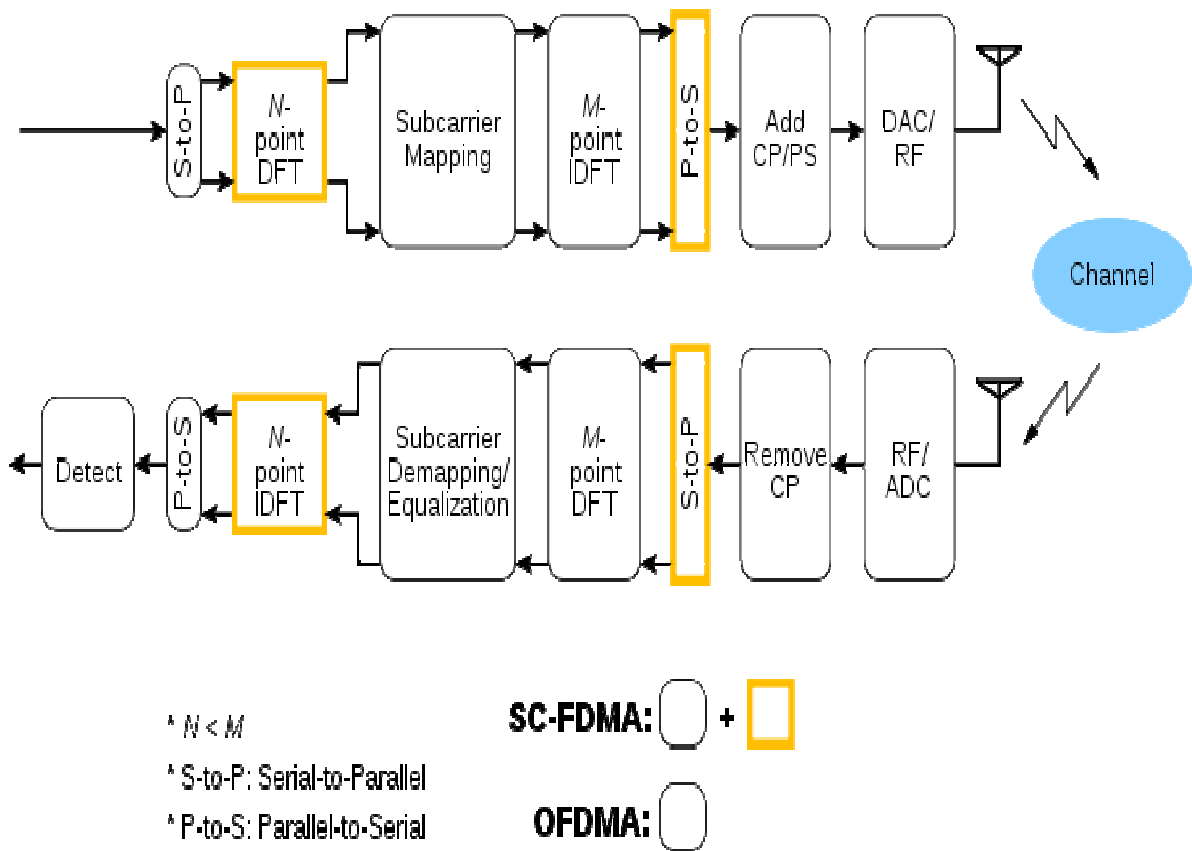 S-to-P
N-
point
DFT
Subcarrier
Mapping
M-
point
IDFT
P-to-S
Add
CP/PS
DAC/
RF
Channel
Detect
P-to-S
N-
point
IDFT
Subcarrier
Demapping/
Equalization
M-
point
DFT
S-to-P
Remove
CP
RF/
ADC
* N < M
* S-to-P: Serial-to-Parallel
* P-to-S: Parallel-to-Serial
SC-FDMA: +
OFDMA: